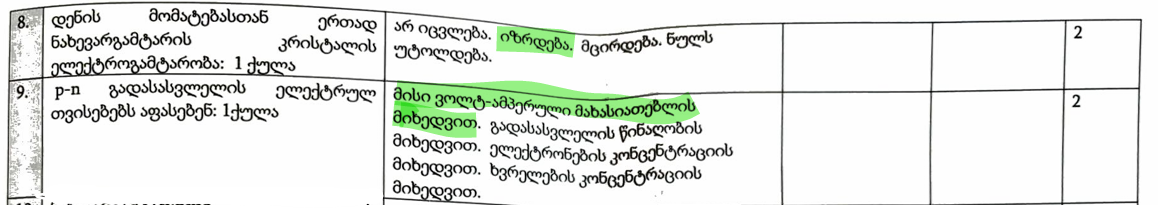 8.
დენის მომატებასთან ერთად
ნახევარგამტარის კრისტალის
ელექტროგამტარობა: 1 ქულა
არ იცვლება. იზრდება. მცირდება. ნულს
უტოლდება.
2
9.
p-n გადასასვლელის ელექტრულ
თვისებებს აფასებენ: 1ქულა
მისი ვოლტ-ამპერული მახასიათებლის
მიხედვით. გადასასვლელის წინაღობის
მიხედვით. ელექტრონების კონცენტრაციის
მიხედვით. ხვრელების კონცენტრაციის
მიხედვით.
2